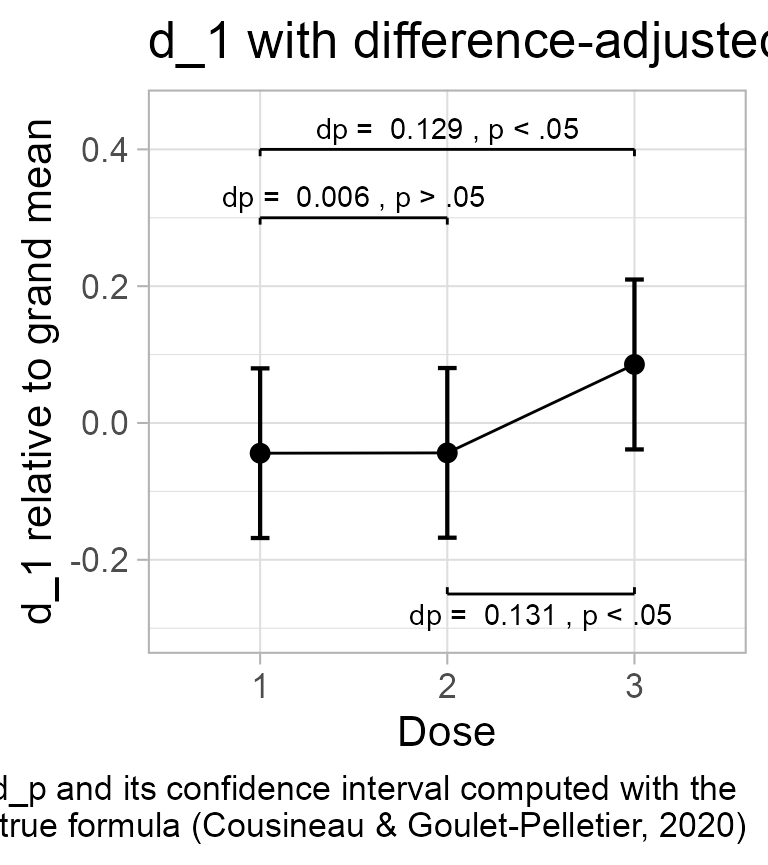 d_1 with difference-adjusted
d_1 relative to grand mean
0.4
0.2
0.0
-0.2
dp =  0.129 , p < .05
dp =  0.006 , p > .05
dp =  0.131 , p < .05
1 2 3
Dose
d_p and its confidence interval computed with the
true formula (Cousineau & Goulet-Pelletier, 2020)